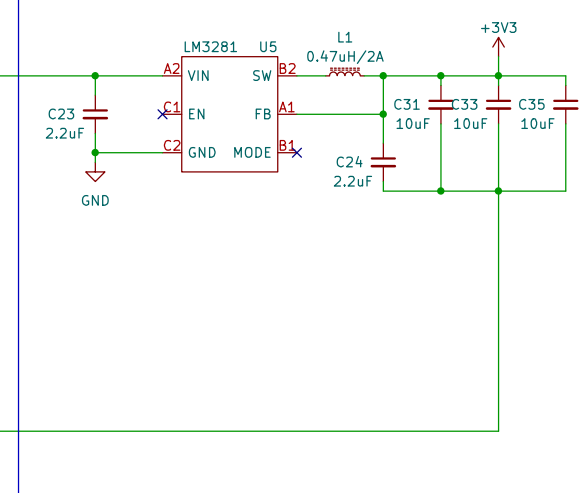 +3V3
L1
LM3281 U5
0.47uH/2A
A2 VIN SW B2
C1 EN FB A1
C2 GND MODE B1
C23
2.2uF
GND
C31 C33 C35
10uF 10uF 10uF
C24
2.2uF